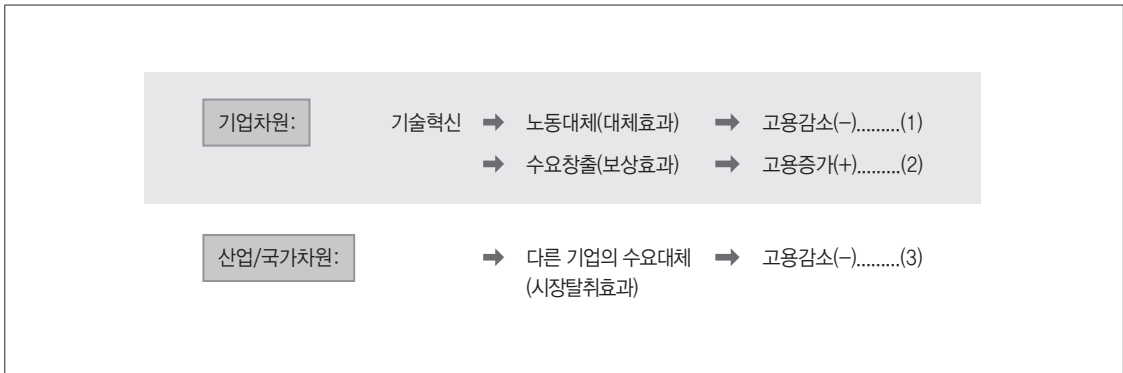 기업차원: 기술혁신 ➡ 노동대체(대체효과) ➡ 고용감소(−).........(1)
➡ 수요창출(보상효과) ➡ 고용증가(+).........(2)
산업/국가차원: ➡ 다른 기업의 수요대체 ➡ 고용감소(−).........(3)
(시장탈취효과)